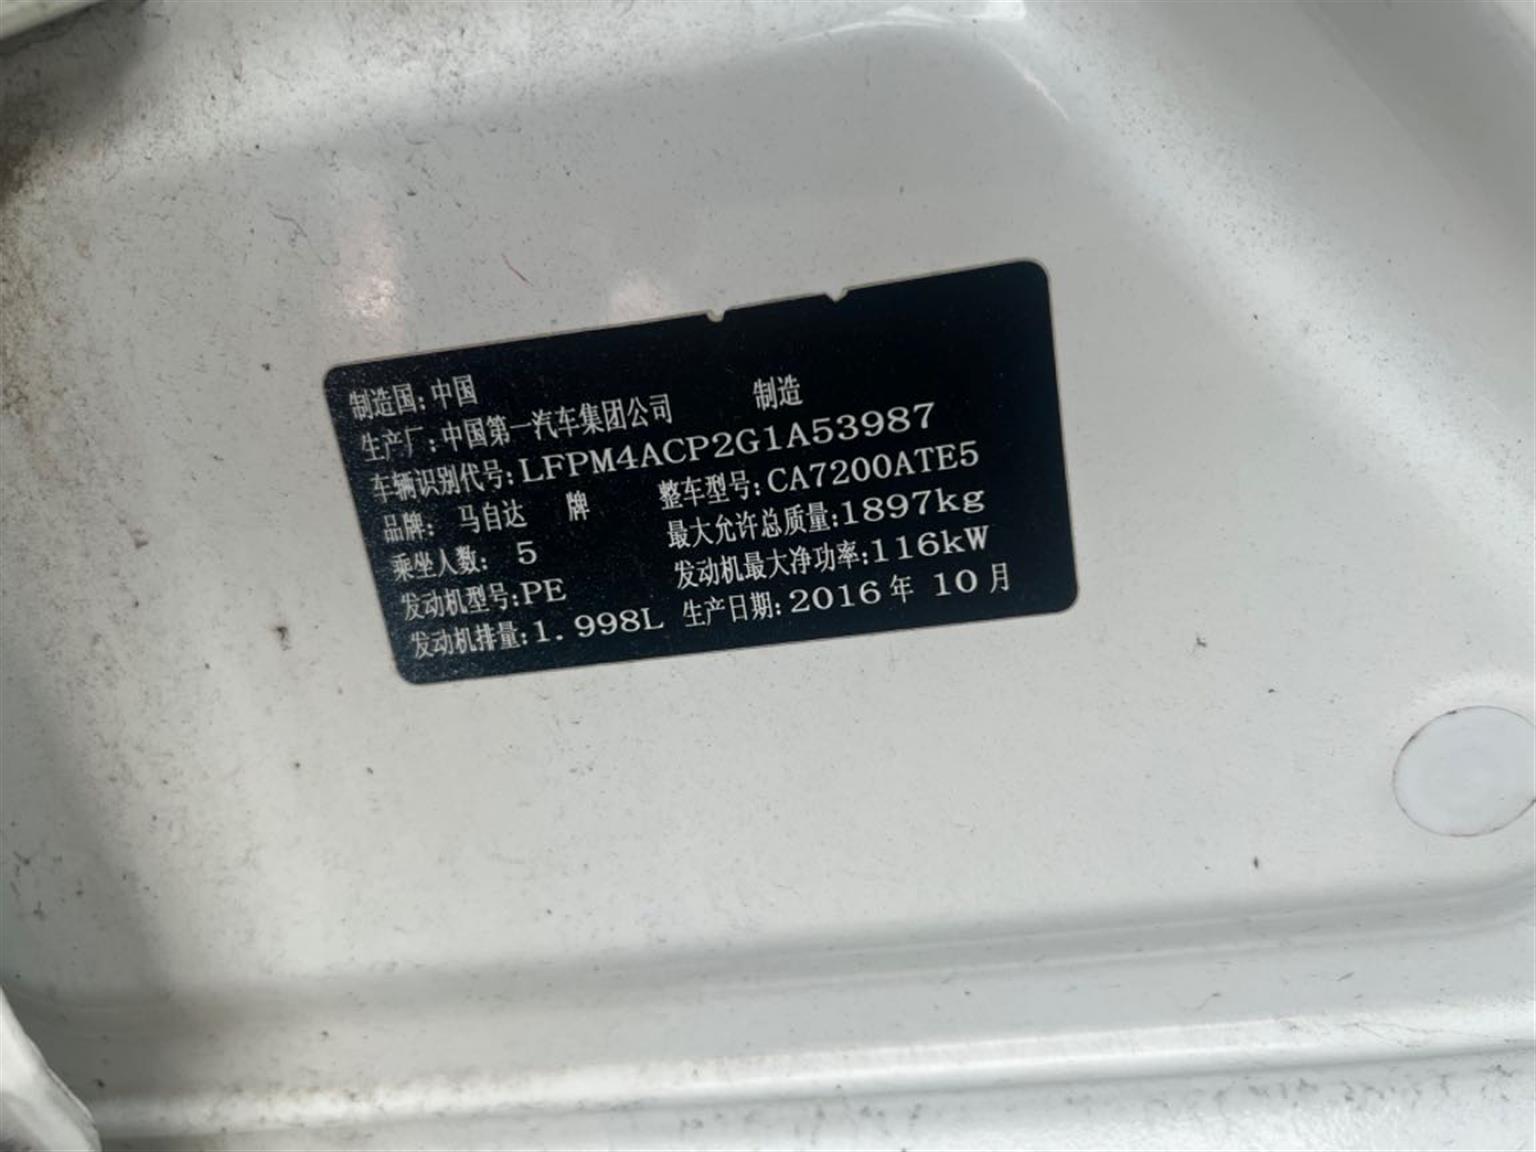 制造国:中国
生产厂:中国第一汽车集团公司 制造
车辆识别代号:LFPM4ACP2G1A53987
品牌: 马自达 牌 整车型号:CA7200ATE5
乘坐人数: 5 最大允许总质量:1897kg
发动机型号:PE 发动机最大净功率:116kW
发动机排量:1.998L 生产日期:2016年 10月